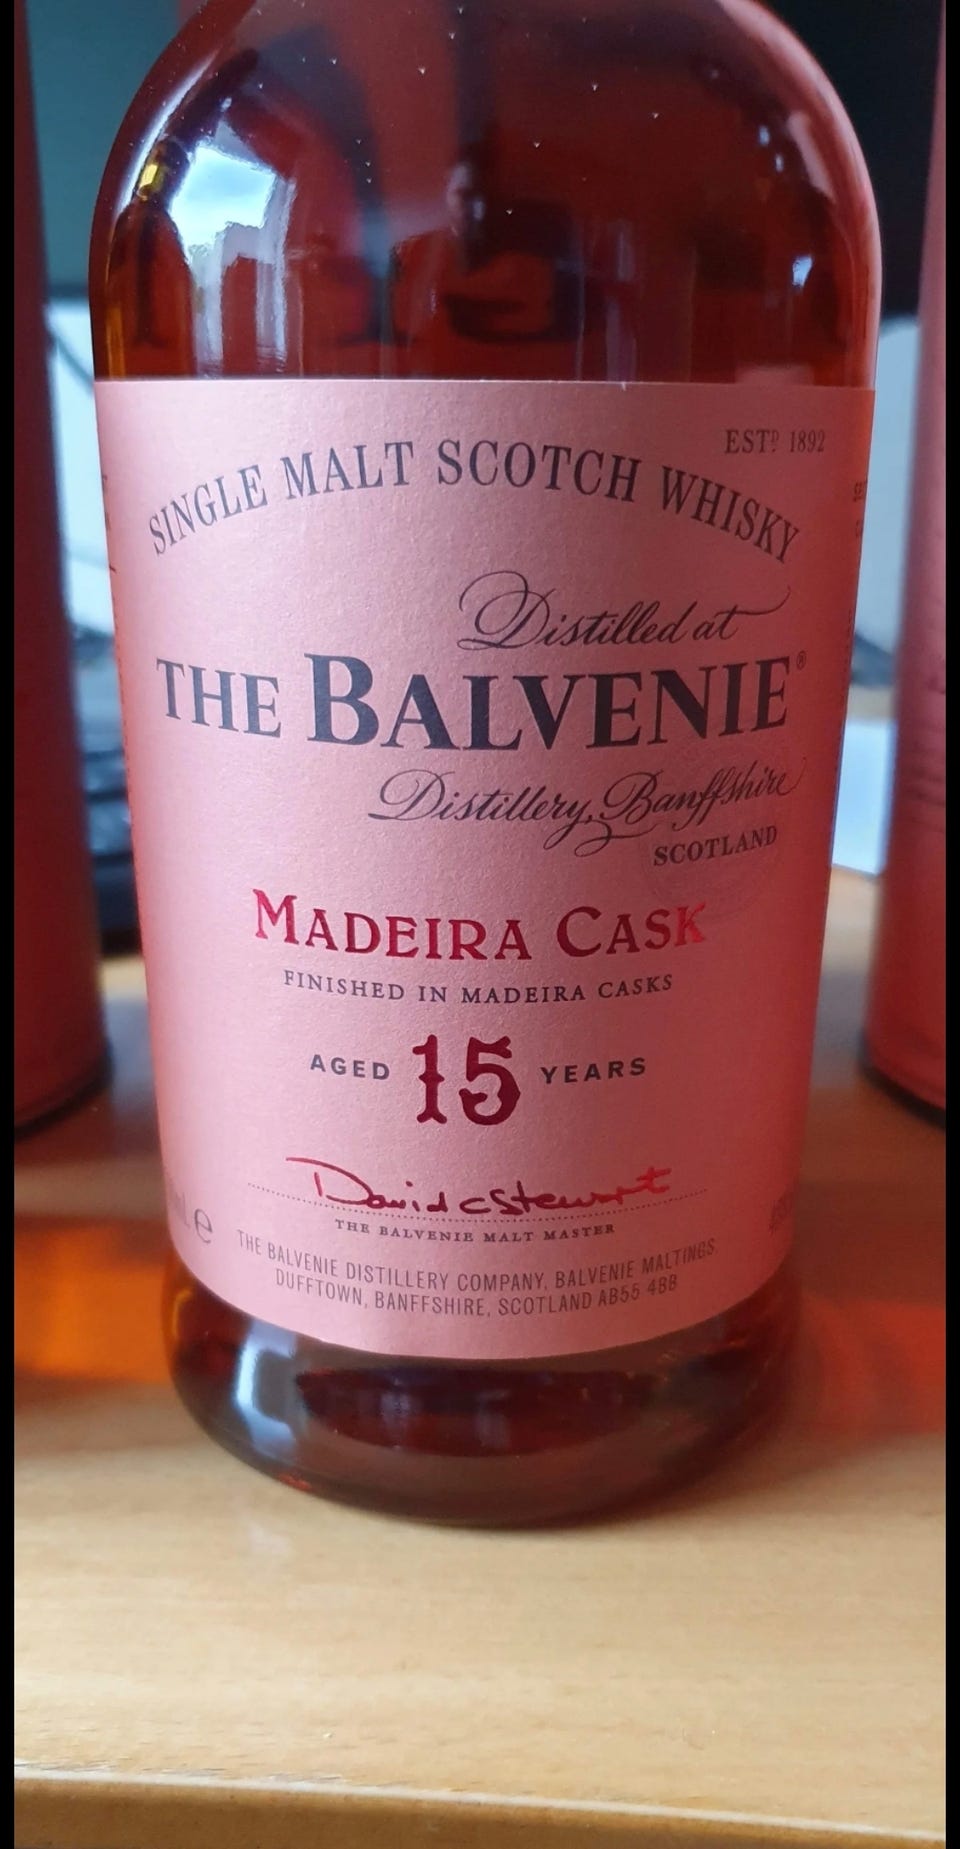 ESTD 1892
SINGLE MALT SCOTCH WHISKY
Distilled at
THE BALVENIE®
Distillery, Banffshire
SCOTLAND
MADEIRA CASK
FINISHED IN MADEIRA CASKS
AGED 15 YEARS
David C Stewart
THE BALVENIE MALT MASTER
THE BALVENIE DISTILLERY COMPANY, BALVENIE MALTINGS
DUFFTOWN, BANFFSHIRE, SCOTLAND AB55 4BB
e